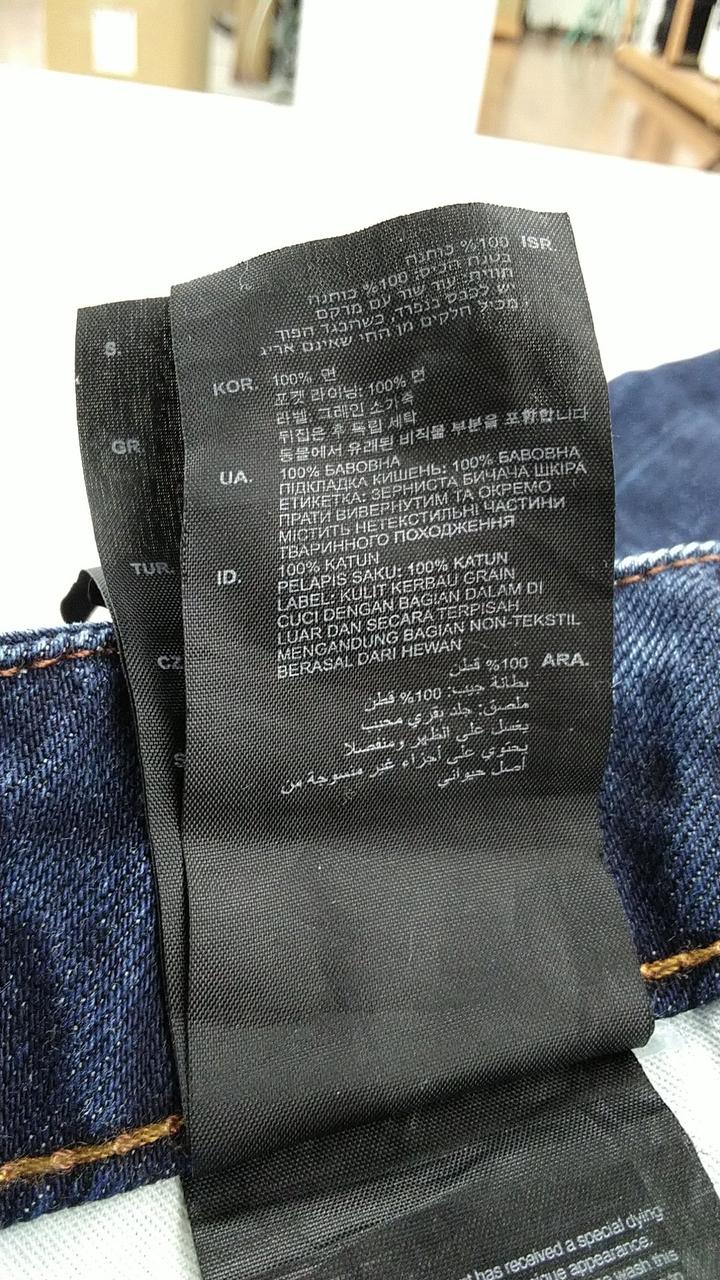 100% כותנה ISR.
בטנת הכיס: 100% כותנה
תווית: עור שור עם מרקם
יש לכבס בנפרד, כשהבגד הפוך
מכיל חלקים מן החי שאינם אריג.
S.
GR.
TUR.
CZ
S
KOR. 100% 면
포켓 라이닝: 100% 면
라벨: 그레인 소가죽
뒤집은 후 독립 세탁
동물에서 유래된 비직물 부분을 포함합니다
UA. 100% БАВОВНА
ПІДКЛАДКА КИШЕНЬ: 100% БАВОВНА
ЕТИКЕТКА: ЗЕРНИСТА БИЧАЧА ШКІРА
ПРАТИ ВИВЕРНУТИМ ТА ОКРЕМО
МІСТИТЬ НЕТЕКСТИЛЬНІ ЧАСТИНИ
ТВАРИННОГО ПОХОДЖЕННЯ
ID. 100% KATUN
PELAPIS SAKU: 100% KATUN
LABEL: KULIT KERBAU GRAIN
CUCI DENGAN BAGIAN DALAM DI
LUAR DAN SECARA TERPISAH
MENGANDUNG BAGIAN NON-TEKSTIL
BERASAL DARI HEWAN
100% قطن ARA.
بطانة جيب: 100% قطن
ملصق: جلد بقري محبب
يغسل على الظهر ومنفصلا
يحتوي على أجزاء غير منسوجة من
أصل حيواني
has received a special dying
ue appearance.
wash this